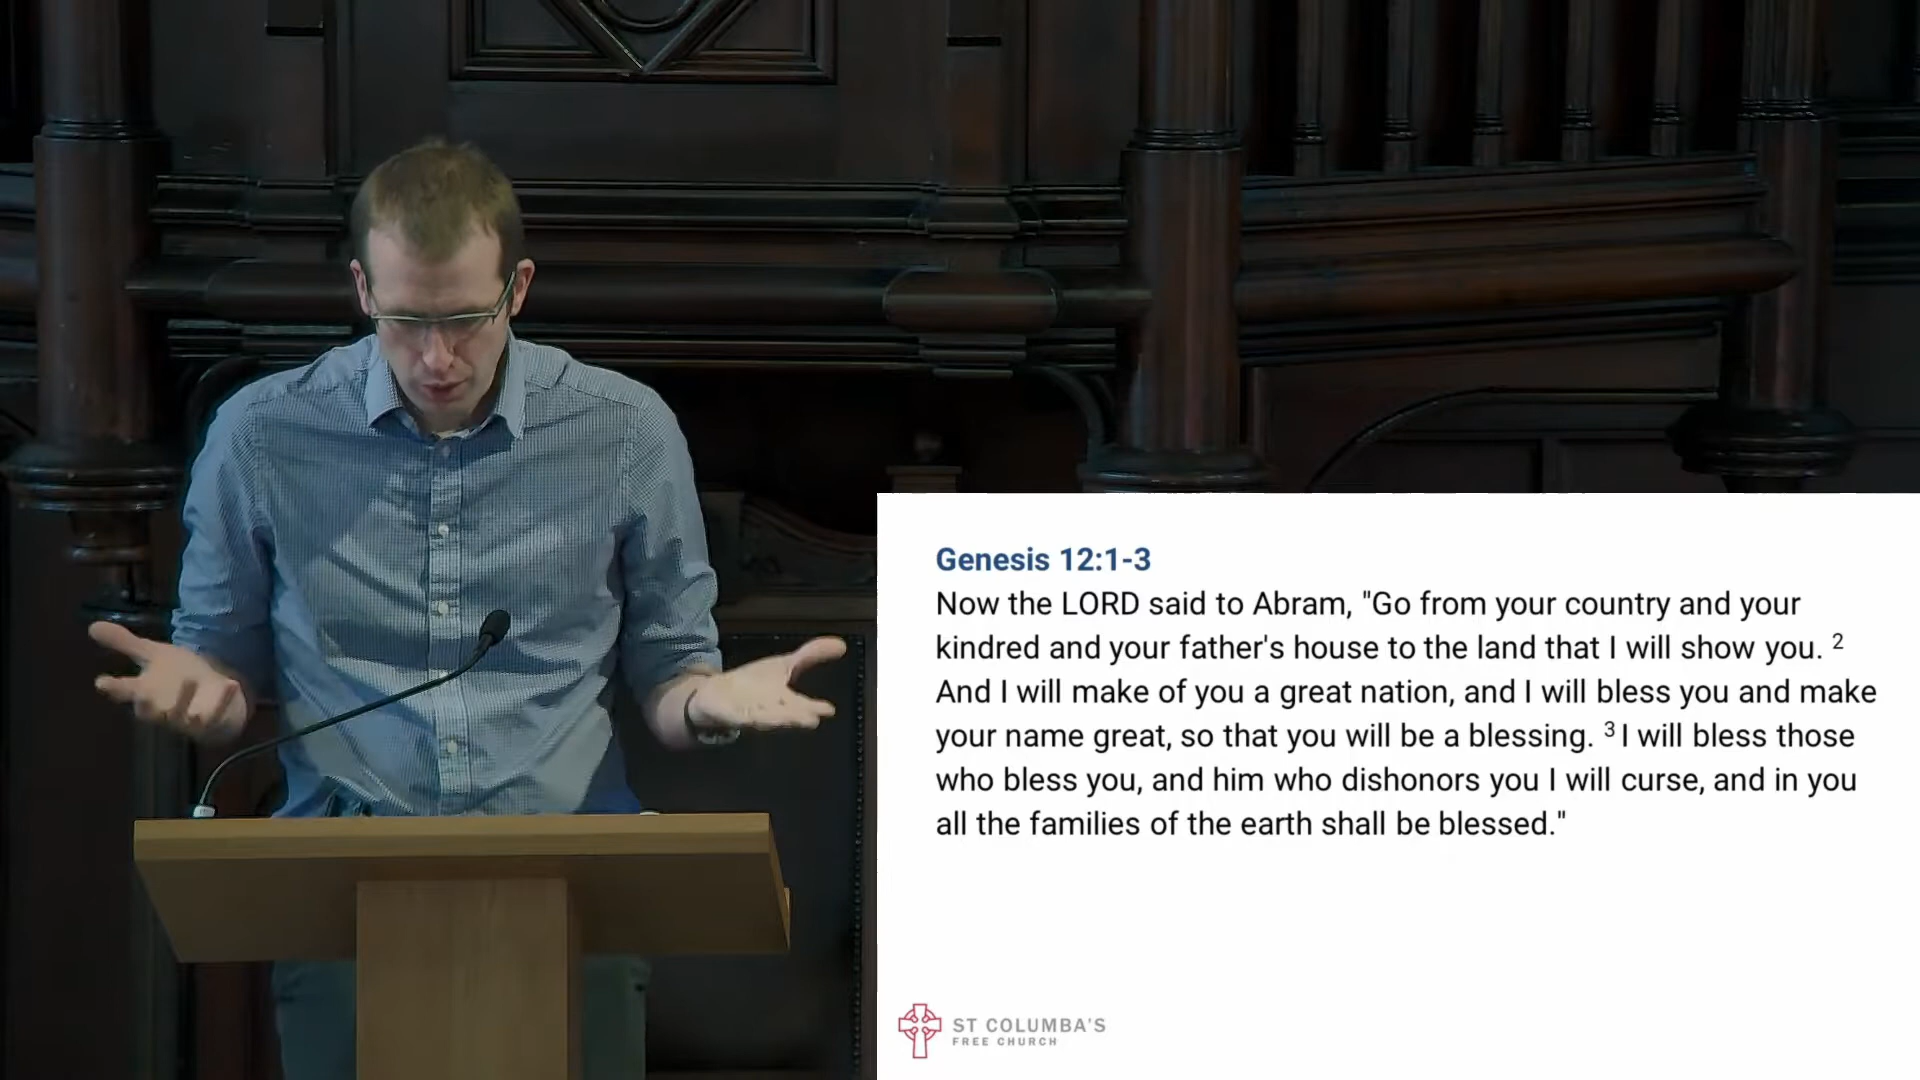 Genesis 12:1-3
Now the LORD said to Abram, "Go from your country and your
kindred and your father's house to the land that I will show you. 2
And I will make of you a great nation, and I will bless you and make
your name great, so that you will be a blessing. 3 I will bless those
who bless you, and him who dishonors you I will curse, and in you
all the families of the earth shall be blessed."
ST COLUMBA'S
FREE CHURCH